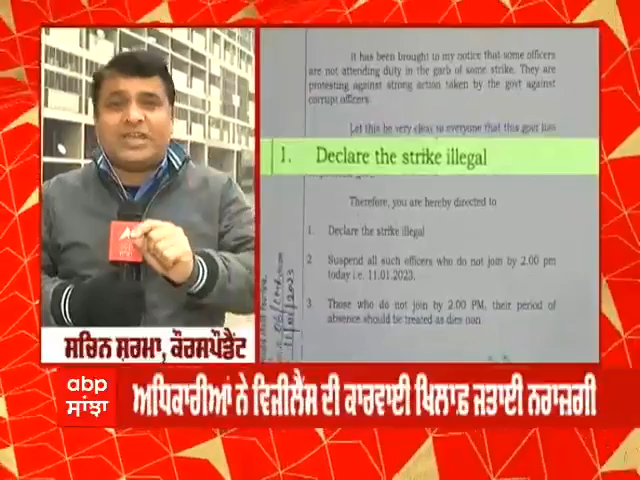 It has been brought to my notice that some officers
are not attending duty in the garb of some strike. They are
protesting against strong action taken by the govt against
corrupt officers.
Let this be very clear to everyone that this govt has
1. Declare the strike illegal
Therefore, you are hereby directed to
1. Declare the strike illegal
2 Suspend all such officers who do not join by 2.00 pm
today i.e. 11.01.2023.
3 Those who do not join by 2.00 PM, their period of
absence should be treated as dies non.
11/01/2023
ਸਚਿਨ ਸ਼ਰਮਾ, ਕੌਰਸਪੌਂਡੈਂਟ
abp
ਸਾਂਝਾ
ਅਧਿਕਾਰੀਆਂ ਨੇ ਵਿਜੀਲੈਂਸ ਦੀ ਕਾਰਵਾਈ ਖਿਲਾਫ਼ ਜਤਾਈ ਨਰਾਜ਼ਗੀ